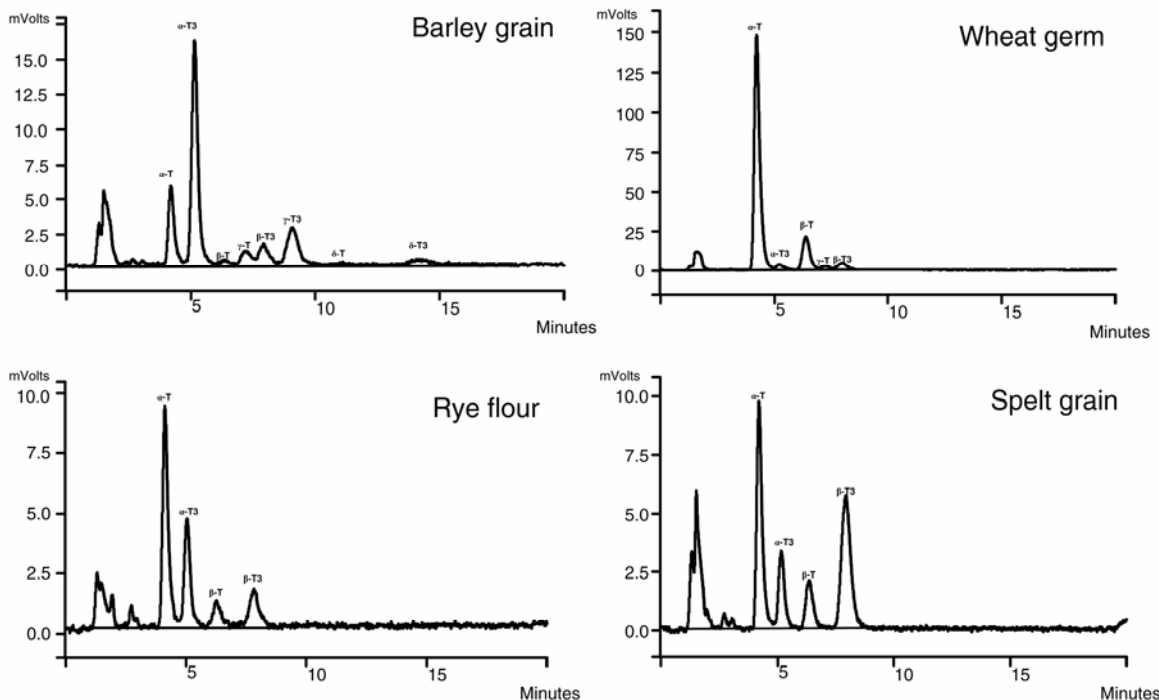 mVolts
Barley grain
17.5
15.0
12.5
10.0
7.5
5.0
2.5
0.0
α-T
α-T3
β-T
γ-T
β-T3
γ-T3
δ-T
δ-T3
5
10
15
Minutes
mVolts
Wheat germ
150
125
100
75
50
25
0
α-T
α-T3
β-T
γ-T
β-T3
5
10
15
Minutes
mVolts
Rye flour
10.0
7.5
5.0
2.5
0.0
α-T
α-T3
β-T
β-T3
5
10
15
Minutes
mVolts
Spelt grain
10.0
7.5
5.0
2.5
0.0
α-T
α-T3
β-T
β-T3
5
10
15
20
Minutes